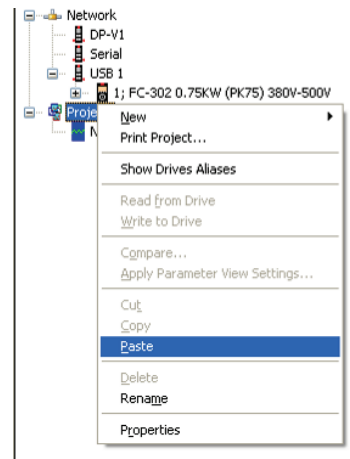 Network
DP-V1
Serial
USB 1
1; FC-302 0.75KW (PK75) 380V-500V
Proje
N
New
Print Project...
Show Drives Aliases
Read from Drive
Write to Drive
Compare...
Apply Parameter View Settings...
Cut
Copy
Paste
Delete
Rename
Properties